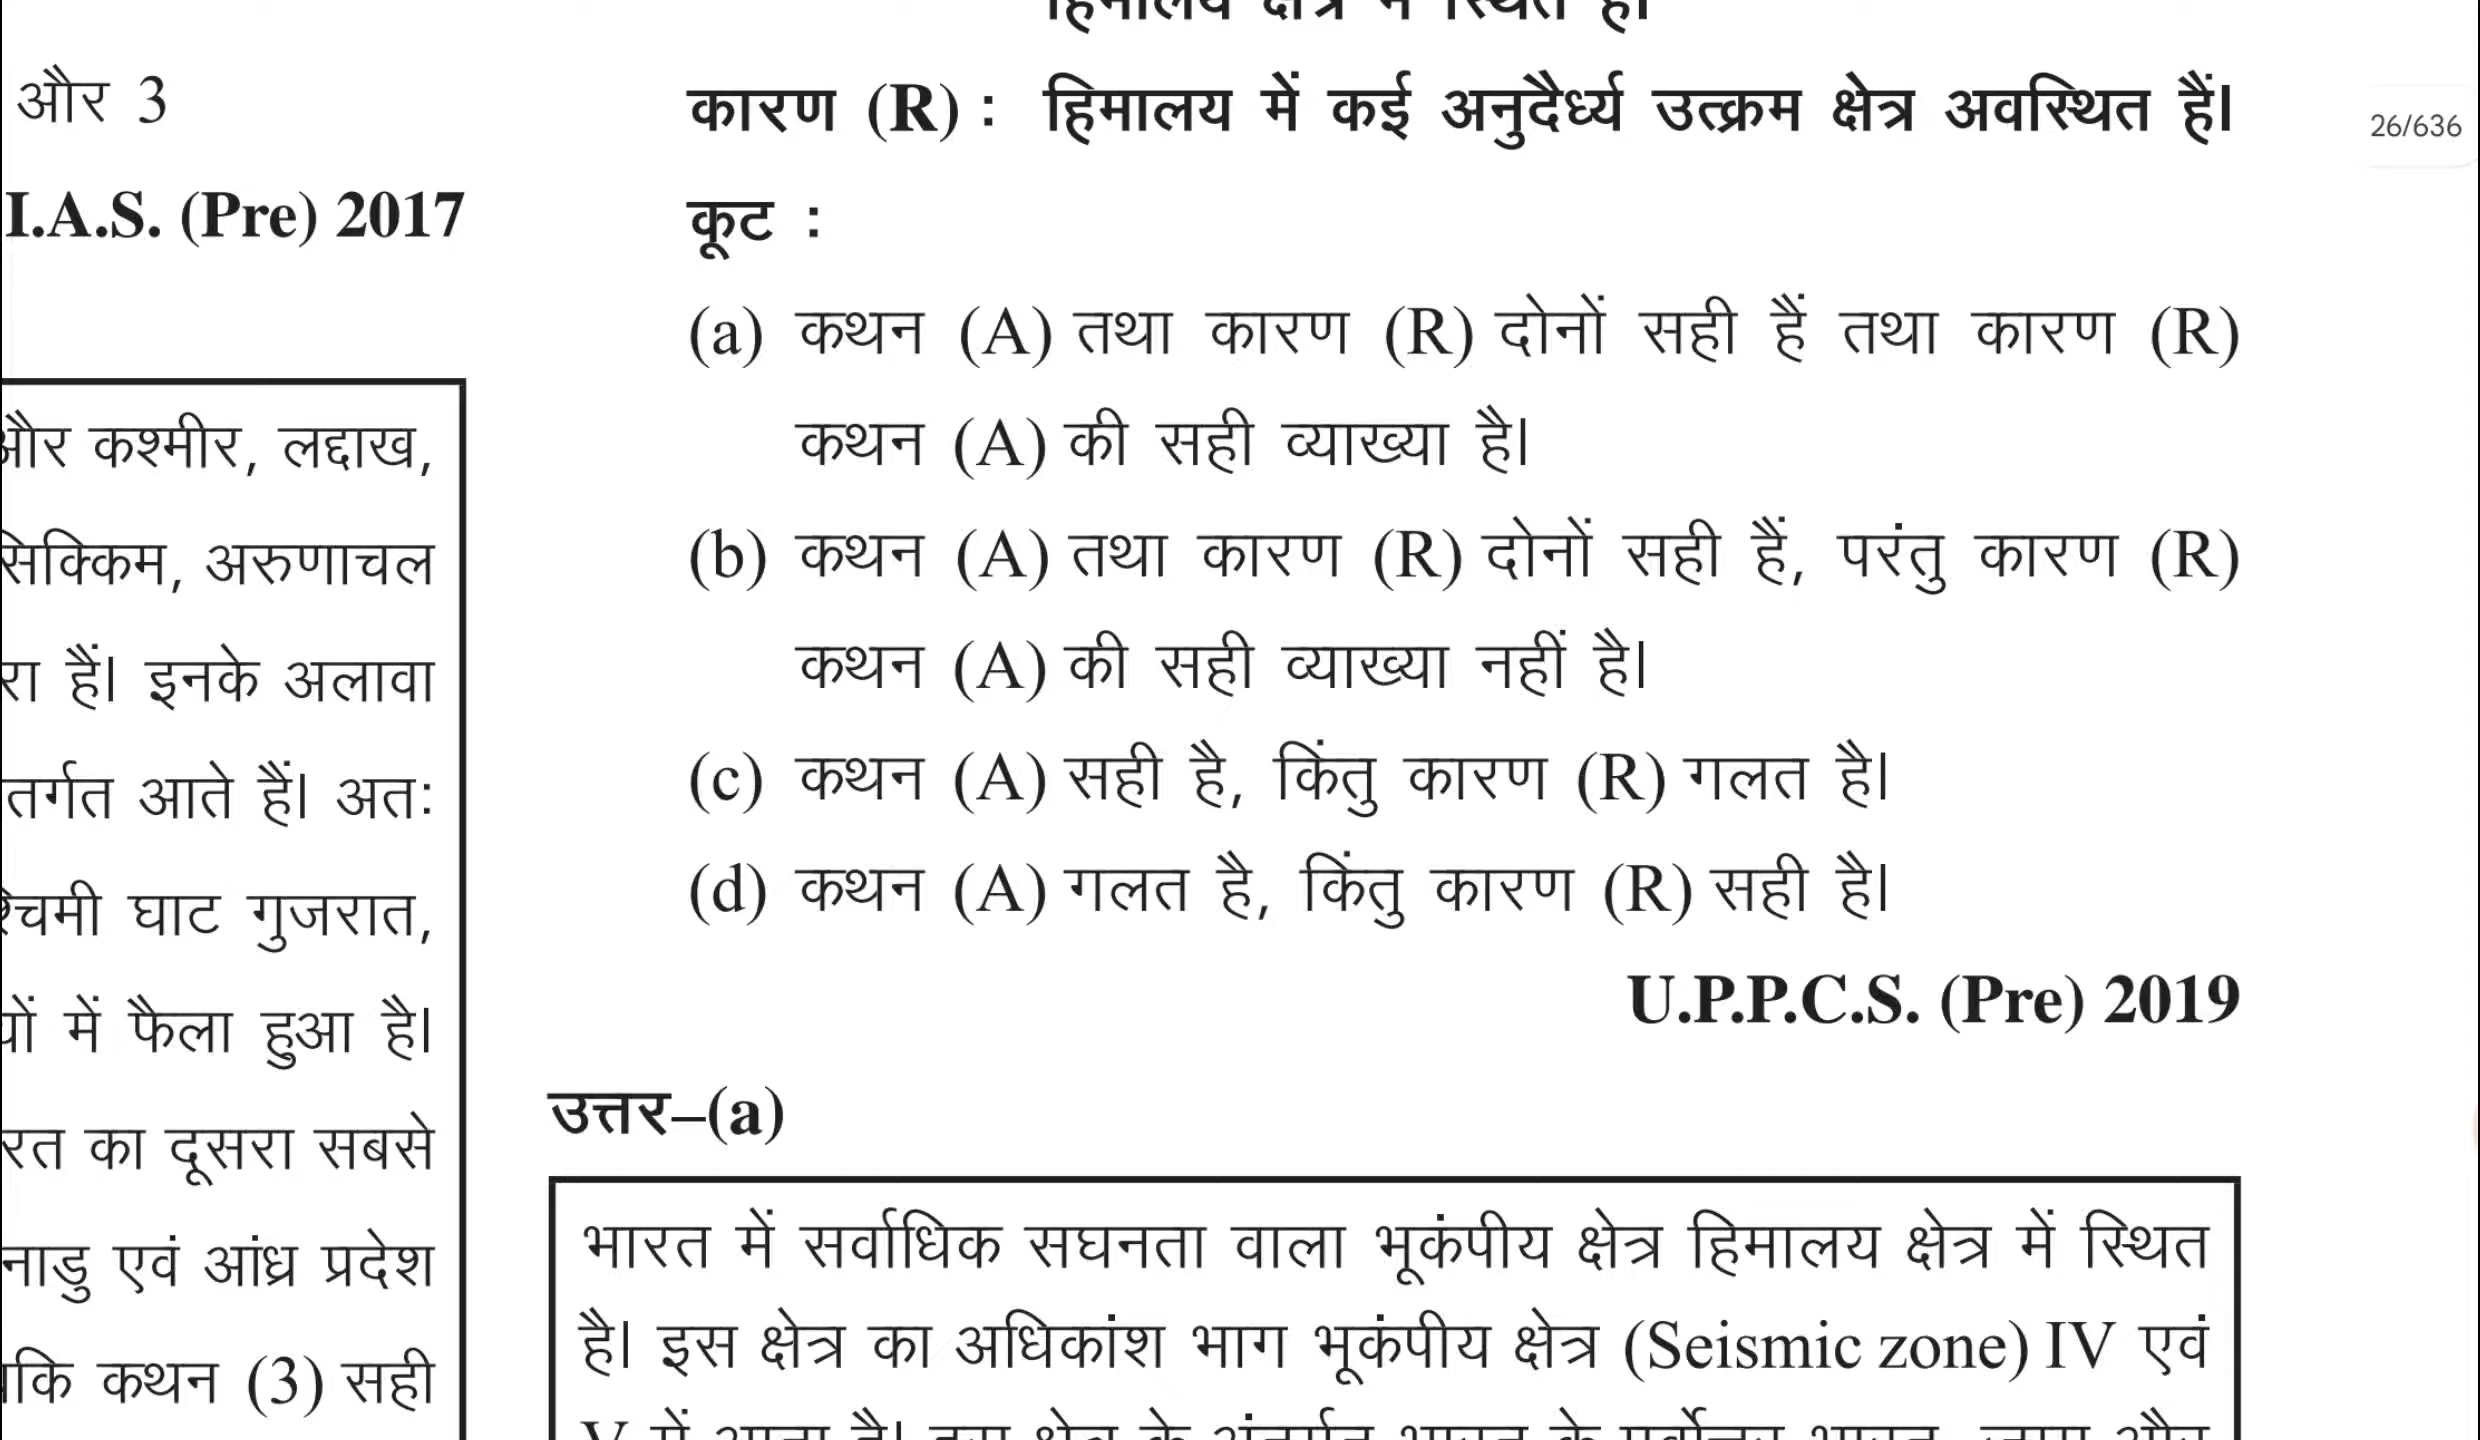 और 3
I.A.S. (Pre) 2017
और कश्मीर, लद्दाख,
सिक्किम, अरुणाचल
हैं। इनके अलावा
आते हैं। अतः
घाट गुजरात,
में फैला हुआ है।
का दूसरा सबसे
एवं आंध्र प्रदेश
कथन (3) सही
हिमालय क्षेत्र में स्थित है।
कारण (R) : हिमालय में कई अनुदैर्ध्य उत्क्रम क्षेत्र अवस्थित हैं।
कूट :
(a) कथन (A) तथा कारण (R) दोनों सही हैं तथा कारण (R)
कथन (A) की सही व्याख्या है।
(b) कथन (A) तथा कारण (R) दोनों सही हैं, परंतु कारण (R)
कथन (A) की सही व्याख्या नहीं है।
(c) कथन (A) सही है, किंतु कारण (R) गलत है।
(d) कथन (A) गलत है, किंतु कारण (R) सही है।
U.P.P.C.S. (Pre) 2019
उत्तर–(a)
भारत में सर्वाधिक सघनता वाला भूकंपीय क्षेत्र हिमालय क्षेत्र में स्थित
है। इस क्षेत्र का अधिकांश भाग भूकंपीय क्षेत्र (Seismic zone) IV एवं
26/636